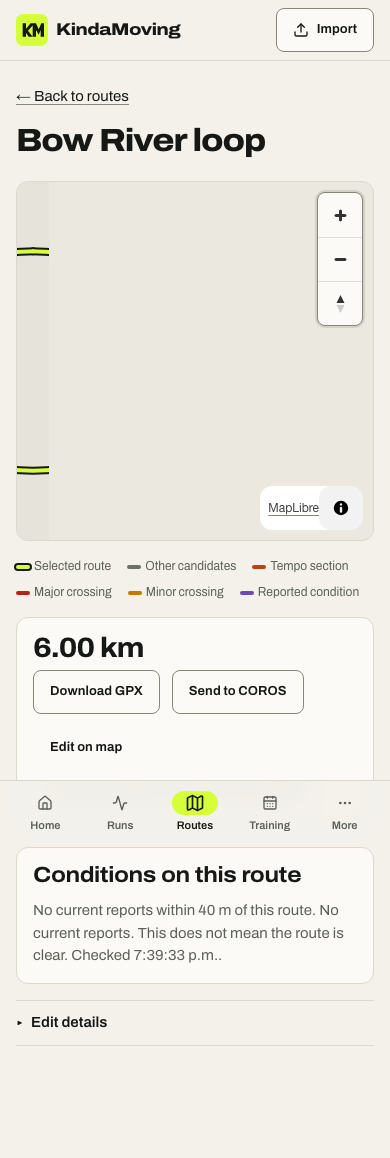 KM KindaMoving
Import
← Back to routes
Bow River loop
MapLibre
Selected route
Other candidates
Tempo section
Major crossing
Minor crossing
Reported condition
6.00 km
Download GPX
Send to COROS
Edit on map
Home
Runs
Routes
Training
More
Conditions on this route
No current reports within 40 m of this route. No
current reports. This does not mean the route is
clear. Checked 7:39:33 p.m..
Edit details